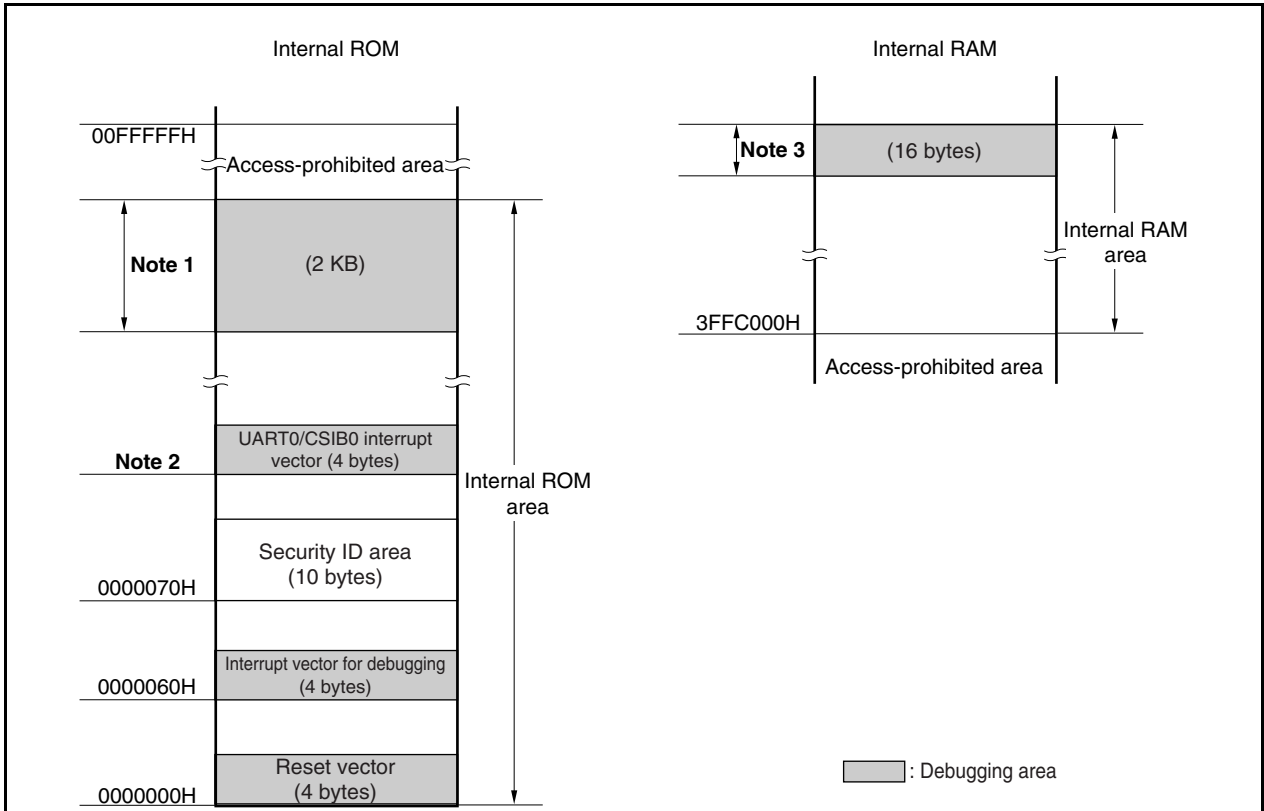 Internal ROM
00FFFFFH
Access-prohibited area
Note 1
(2 KB)
Note 2
UART0/CSIB0 interrupt
vector (4 bytes)
Internal ROM
area
Security ID area
(10 bytes)
0000070H
Interrupt vector for debugging
(4 bytes)
0000060H
Reset vector
(4 bytes)
0000000H
Internal RAM
Note 3
(16 bytes)
Internal RAM
area
3FFC000H
Access-prohibited area
: Debugging area